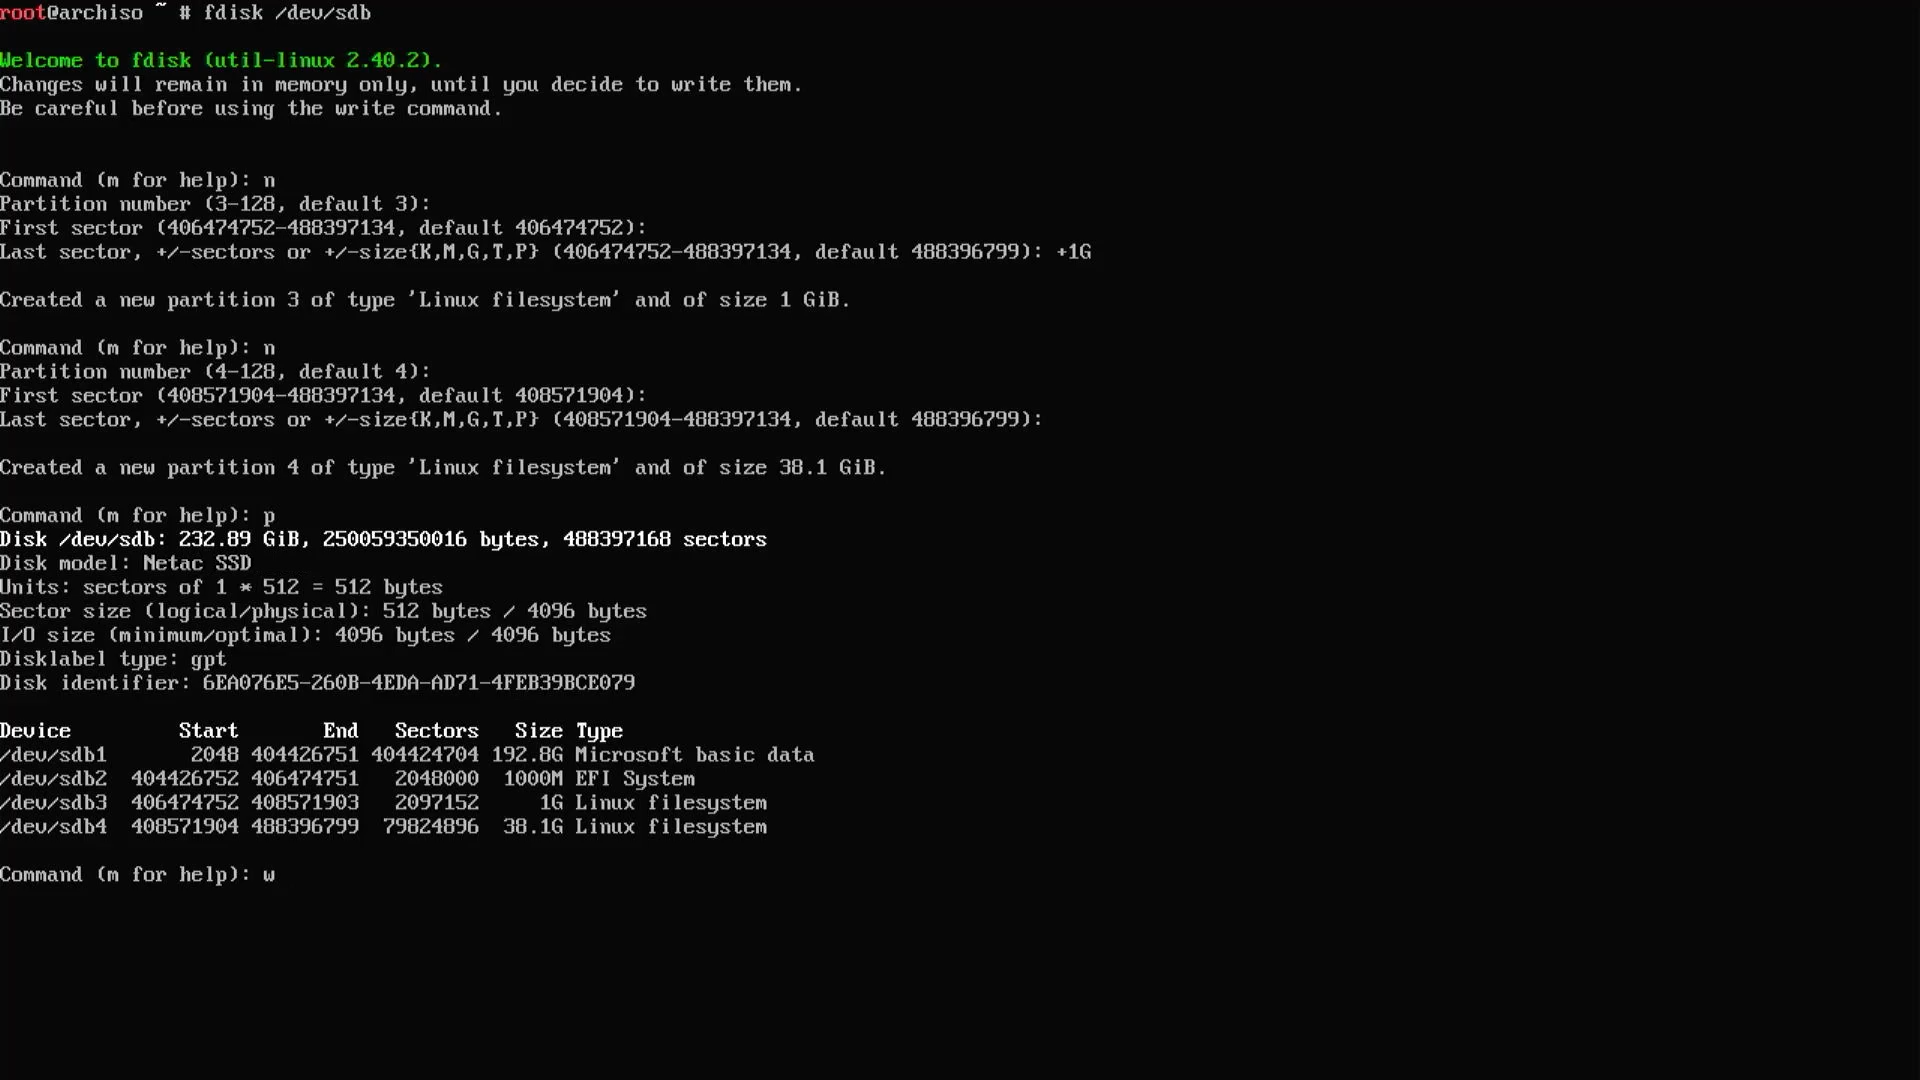 root@archiso ~ # fdisk /dev/sdb
Welcome to fdisk (util-linux 2.40.2).
Changes will remain in memory only, until you decide to write them.
Be careful before using the write command.
Command (m for help): n
Partition number (3-128, default 3):
First sector (406474752-488397134, default 406474752):
Last sector, +/-sectors or +/-size{K,M,G,T,P} (406474752-488397134, default 488396799): +1G
Created a new partition 3 of type 'Linux filesystem' and of size 1 GiB.
Command (m for help): n
Partition number (4-128, default 4):
First sector (408571904-488397134, default 408571904):
Last sector, +/-sectors or +/-size{K,M,G,T,P} (408571904-488397134, default 488396799):
Created a new partition 4 of type 'Linux filesystem' and of size 38.1 GiB.
Command (m for help): p
Disk /dev/sdb: 232.89 GiB, 250059350016 bytes, 488397168 sectors
Disk model: Netac SSD
Units: sectors of 1 * 512 = 512 bytes
Sector size (logical/physical): 512 bytes / 4096 bytes
I/O size (minimum/optimal): 4096 bytes / 4096 bytes
Disklabel type: gpt
Disk identifier: 6EA076E5-260B-4EDA-AD71-4FEB39BCE079
Device         Start       End   Sectors   Size Type
/dev/sdb1       2048 404426751 404424704 192.8G Microsoft basic data
/dev/sdb2  404426752 406474751   2048000  1000M EFI System
/dev/sdb3  406474752 408571903   2097152     1G Linux filesystem
/dev/sdb4  408571904 488396799  79824896  38.1G Linux filesystem
Command (m for help): w